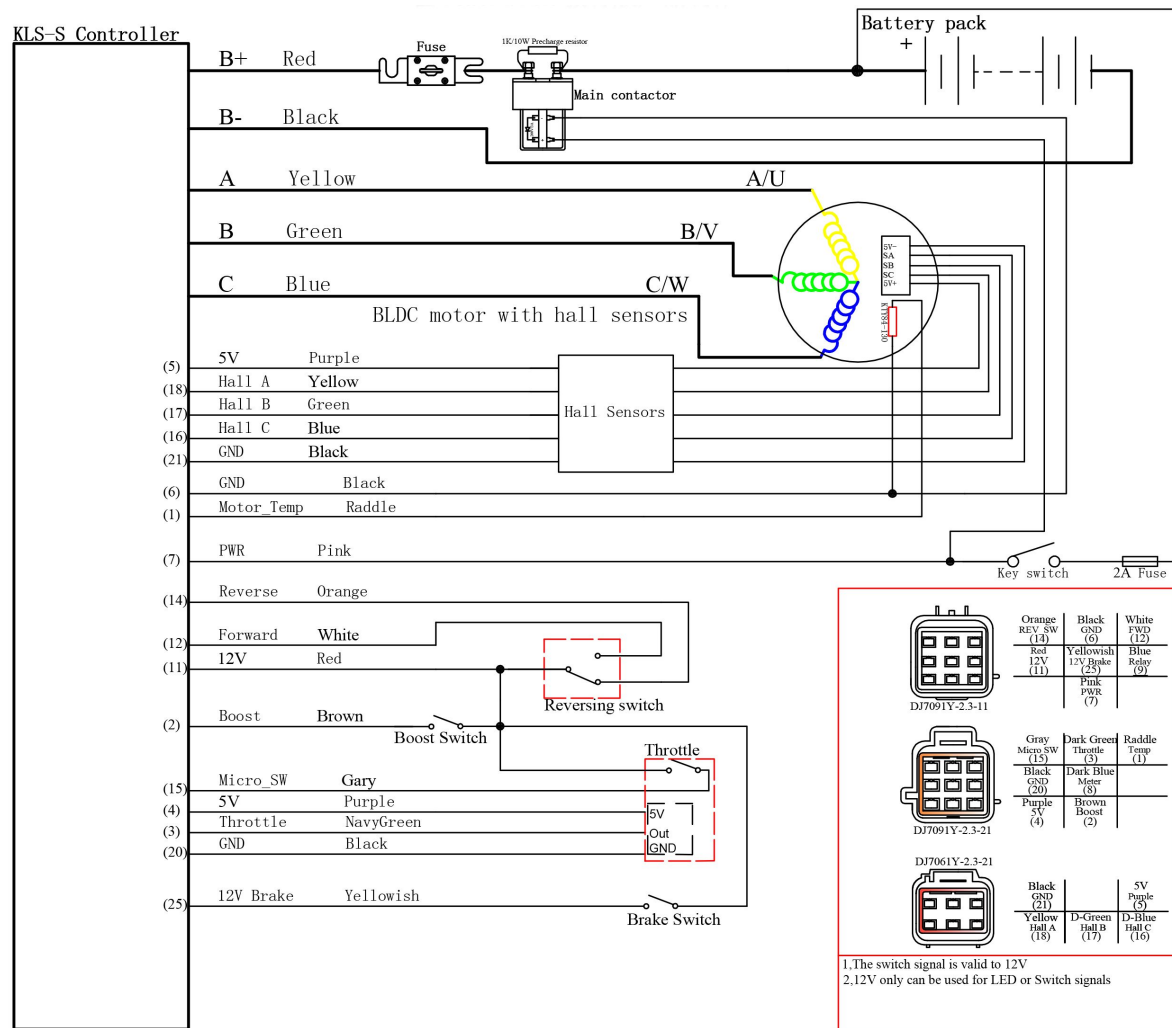 KLS-S Controller
B+ Red
Fuse
1K/10W Precharge resistor
Main contactor
Battery pack
+
B- Black
A Yellow A/U
B Green B/V
C Blue C/W
BLDC motor with hall sensors
5V-
SA
SB
SC
5V+
KTY84-130
(5) 5V Purple
(18) Hall A Yellow
(17) Hall B Green
(16) Hall C Blue
(21) GND Black
Hall Sensors
(6) GND Black
(1) Motor_Temp Raddle
(7) PWR Pink
Key switch
2A Fuse
(14) Reverse Orange
(12) Forward White
(11) 12V Red
Reversing switch
(2) Boost Brown
Boost Switch
Throttle
(15) Micro_SW Gary
(4) 5V Purple
(3) Throttle NavyGreen
(20) GND Black
5V
Out
GND
(25) 12V Brake Yellowish
Brake Switch
DJ7091Y-2.3-11
Orange Black White
REV SW GND FWD
(14) (6) (12)
Red Yellowish Blue
12V 12V Brake Relay
(11) (25) (9)
Pink
PWR
(7)
DJ7091Y-2.3-21
Gray Dark Green Raddle
Micro SW Throttle Temp
(15) (3) (1)
Black Dark Blue
GND Meter
(20) (8)
Purple Brown
5V Boost
(4) (2)
DJ7061Y-2.3-21
Black 5V
GND Purple
(21) (5)
Yellow D-Green D-Blue
Hall A Hall B Hall C
(18) (17) (16)
1,The switch signal is valid to 12V
2,12V only can be used for LED or Switch signals